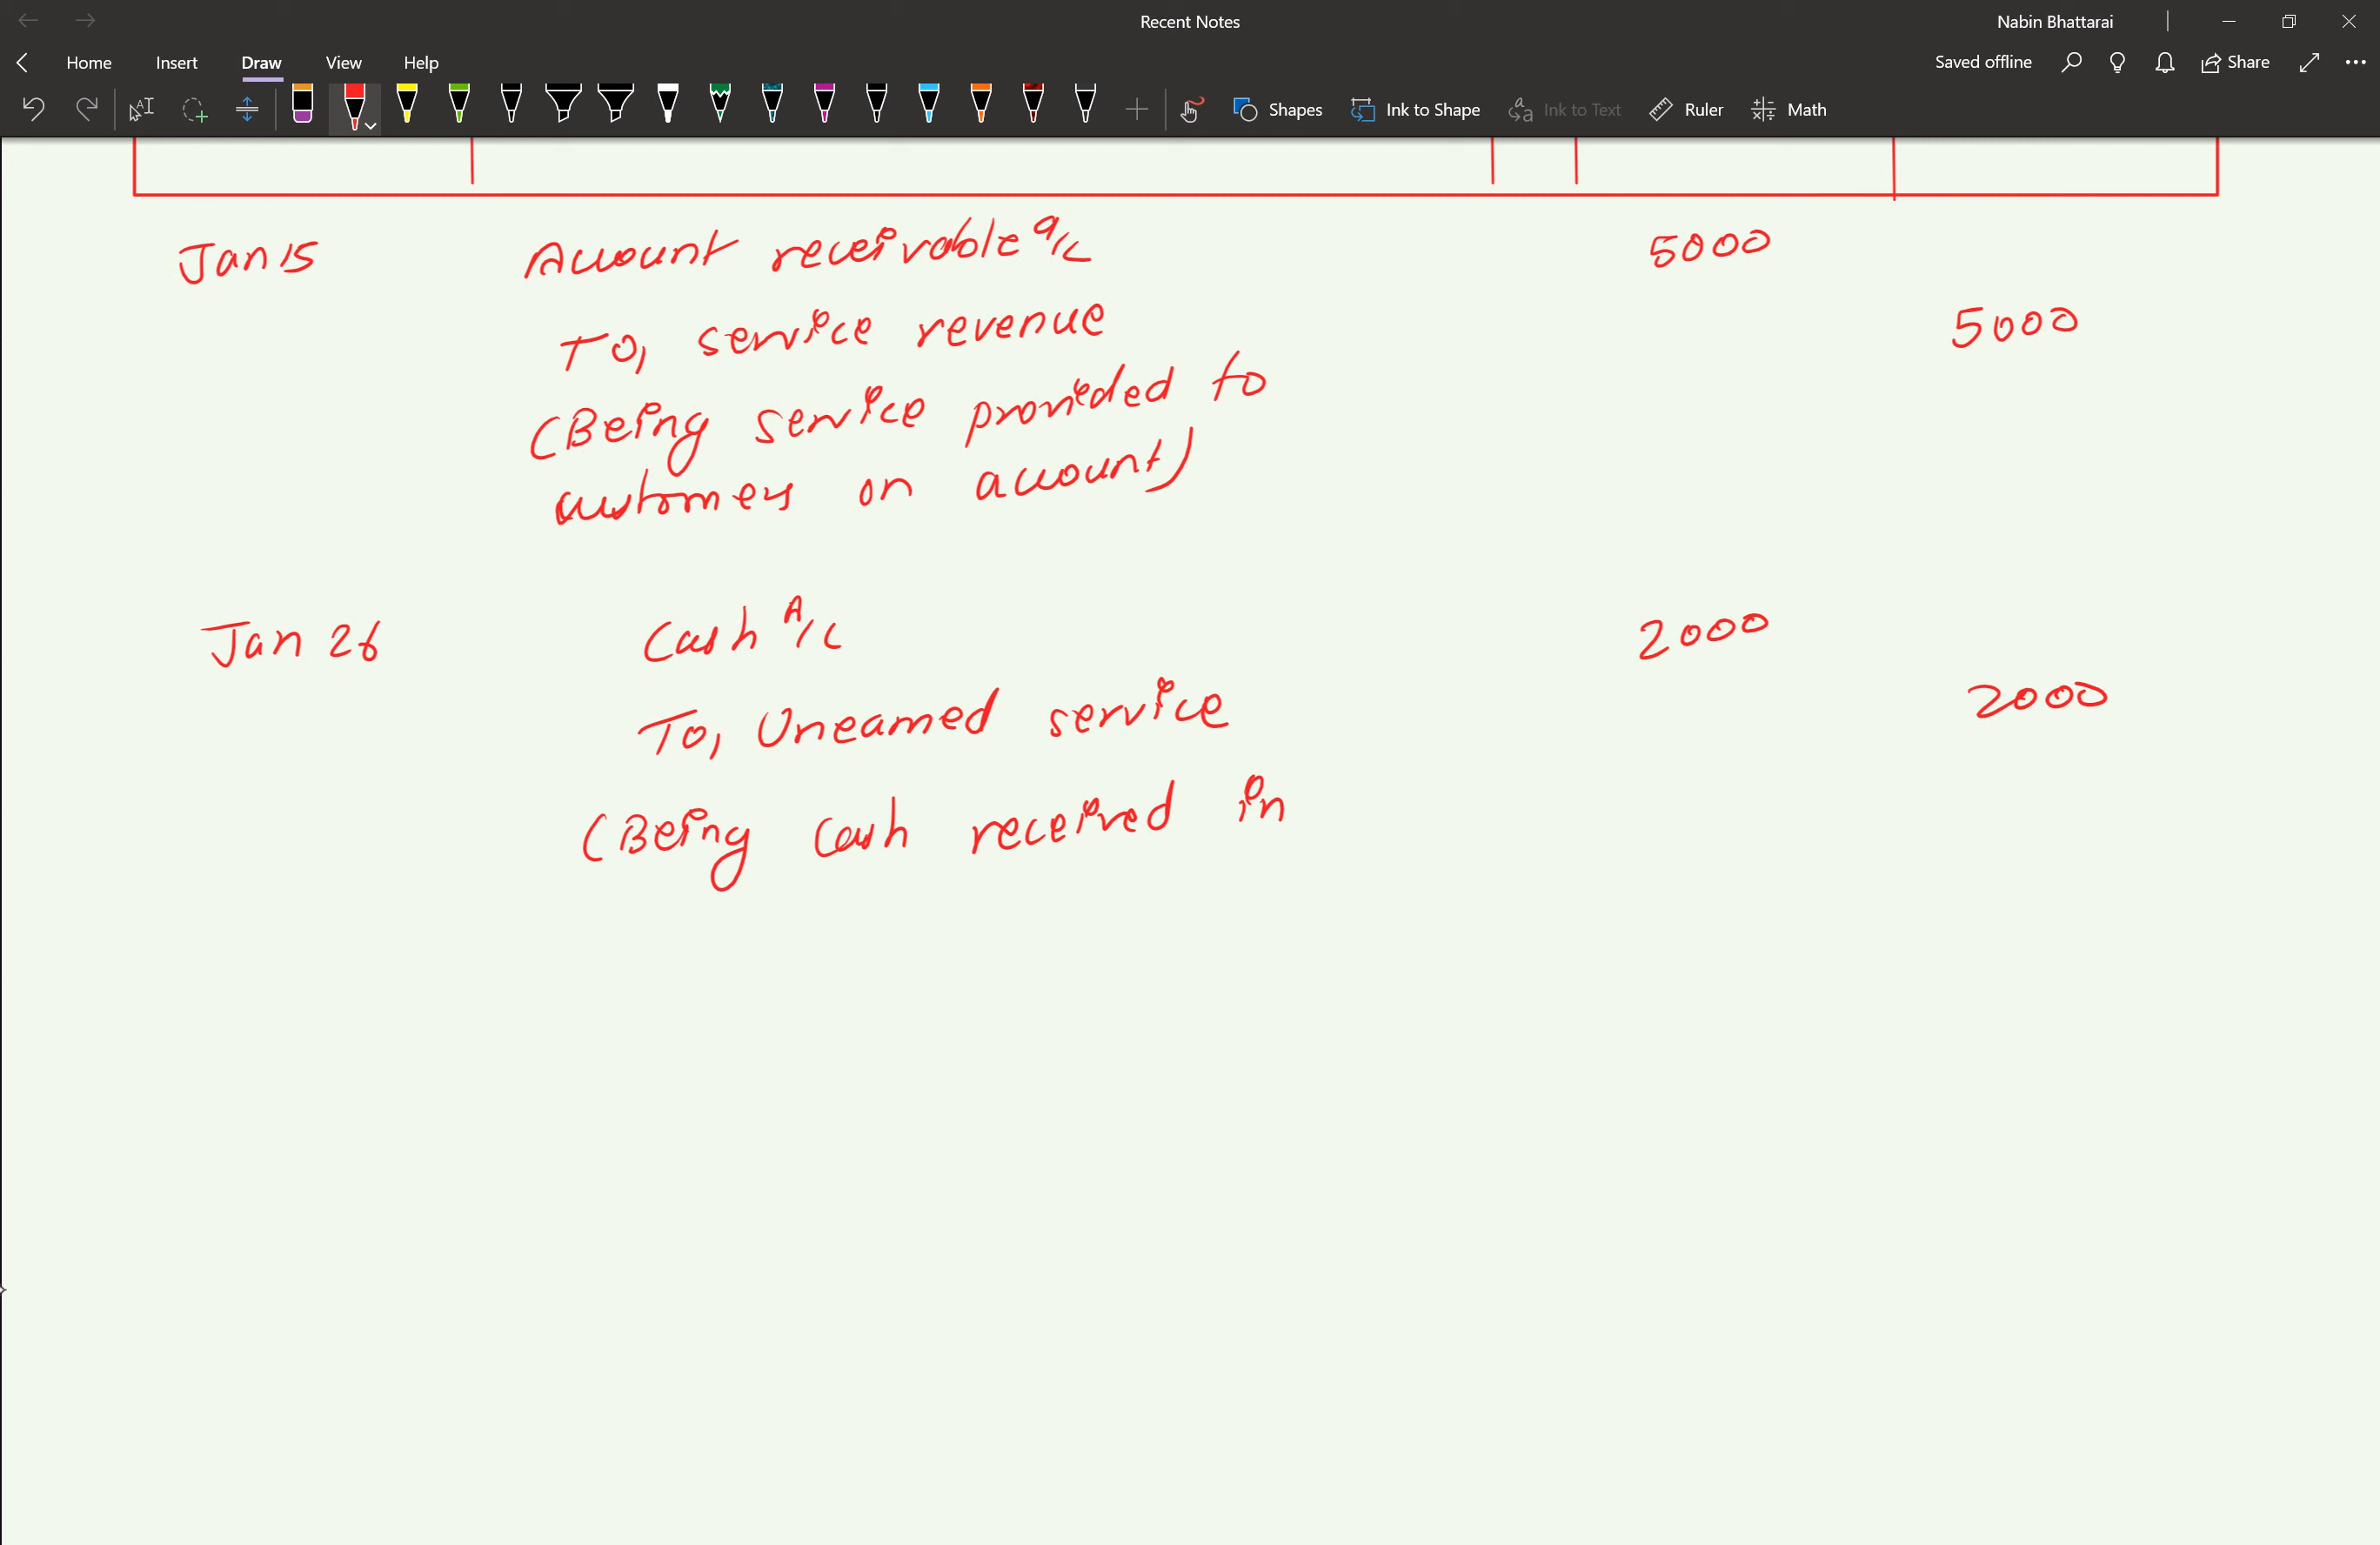 Recent Notes
Nabin Bhattarai
Home Insert Draw View Help
Saved offline
Share
Shapes Ink to Shape Ink to Text Ruler Math
Jan 15 Account receivable a/c 5000
To, service revenue 5000
(Being service provided to
customers on account)
Jan 26 Cash A/c 2000
To, Unearned service 2000
(Being Cash received in